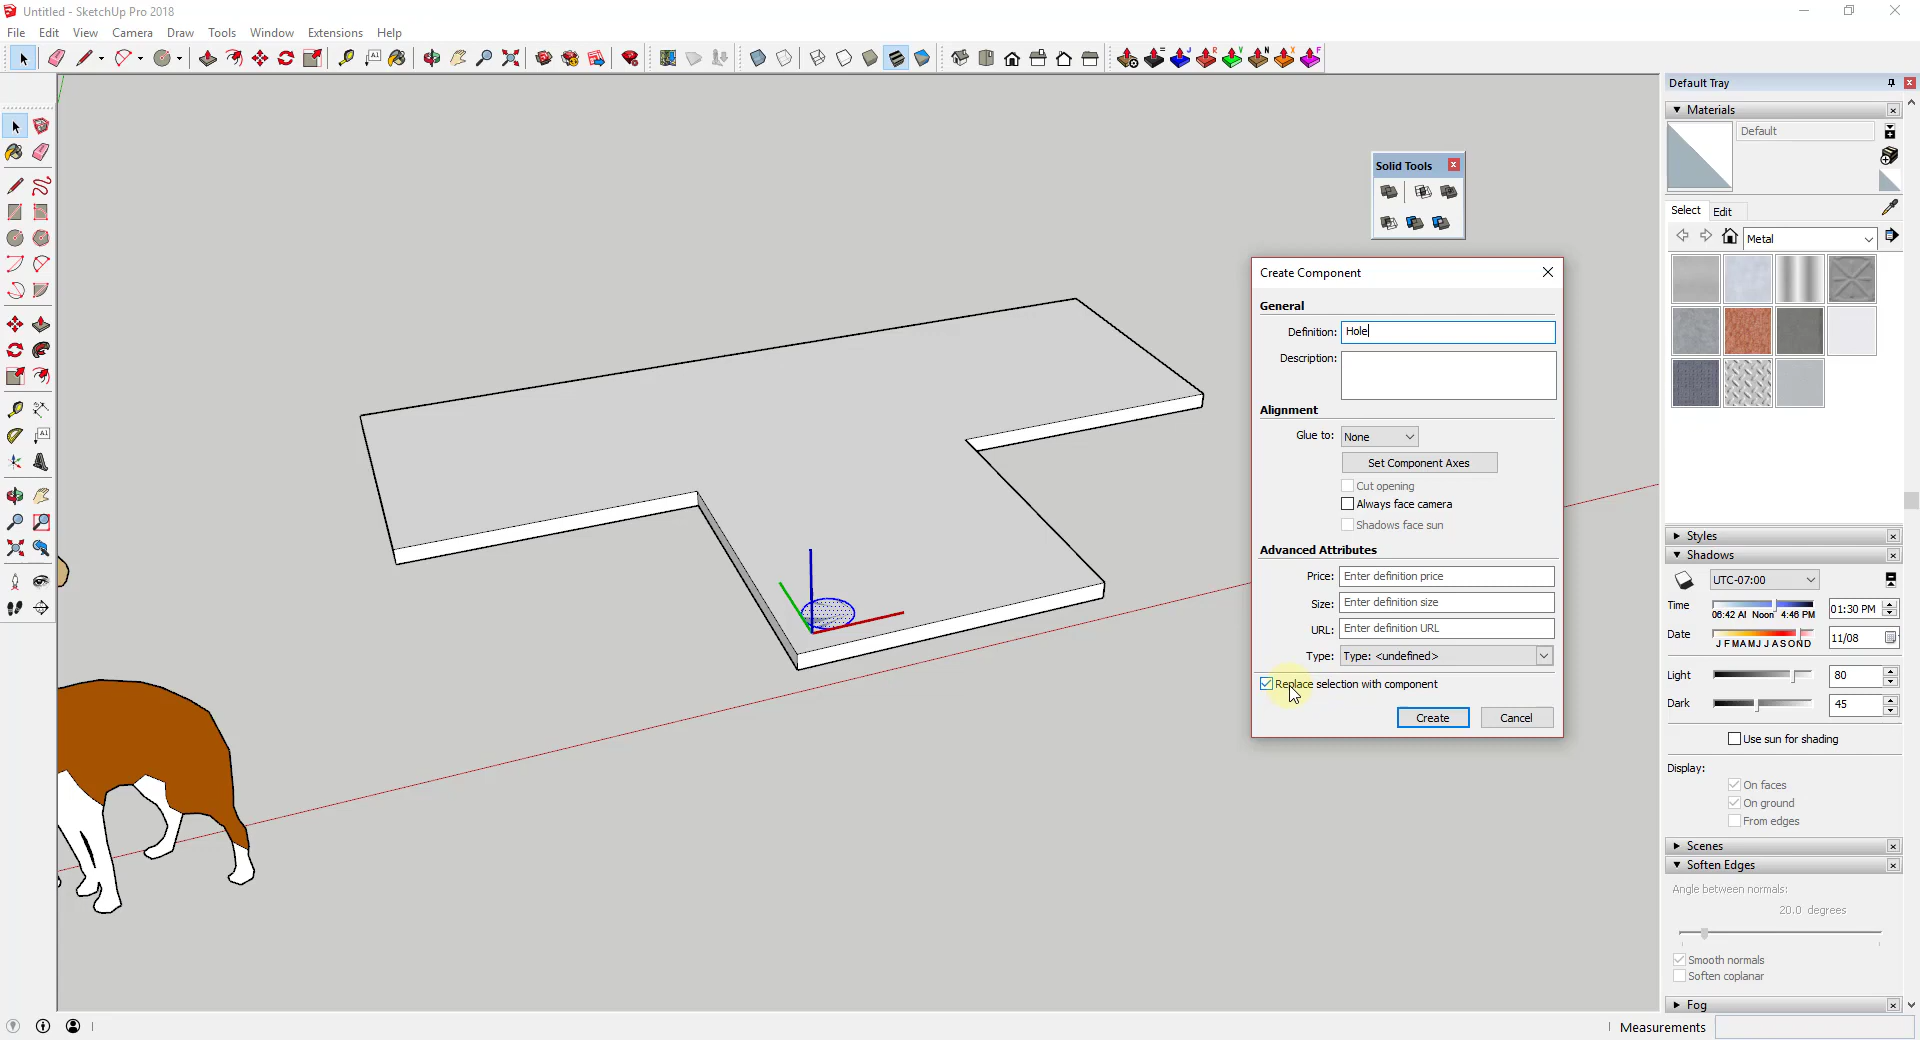 Untitled - SketchUp Pro 2018
File Edit View Camera Draw Tools Window Extensions Help
Default Tray
Materials
Default
Solid Tools
Select Edit
Metal
Create Component
General
Definition: Hole
Description:
Alignment
Glue to: None
Set Component Axes
Cut opening
Always face camera
Shadows face sun
Advanced Attributes
Price: Enter definition price
Size: Enter definition size
URL: Enter definition URL
Type: Type: <undefined>
Replace selection with component
Create Cancel
Styles
Shadows
UTC-07:00
Time 06:42 AM Noon 4:46 PM 01:30 PM
Date J F M A M J J A S O N D 11/08
Light 80
Dark 45
Use sun for shading
Display:
On faces
On ground
From edges
Scenes
Soften Edges
Angle between normals:
20.0 degrees
Smooth normals
Soften coplanar
Fog
Measurements